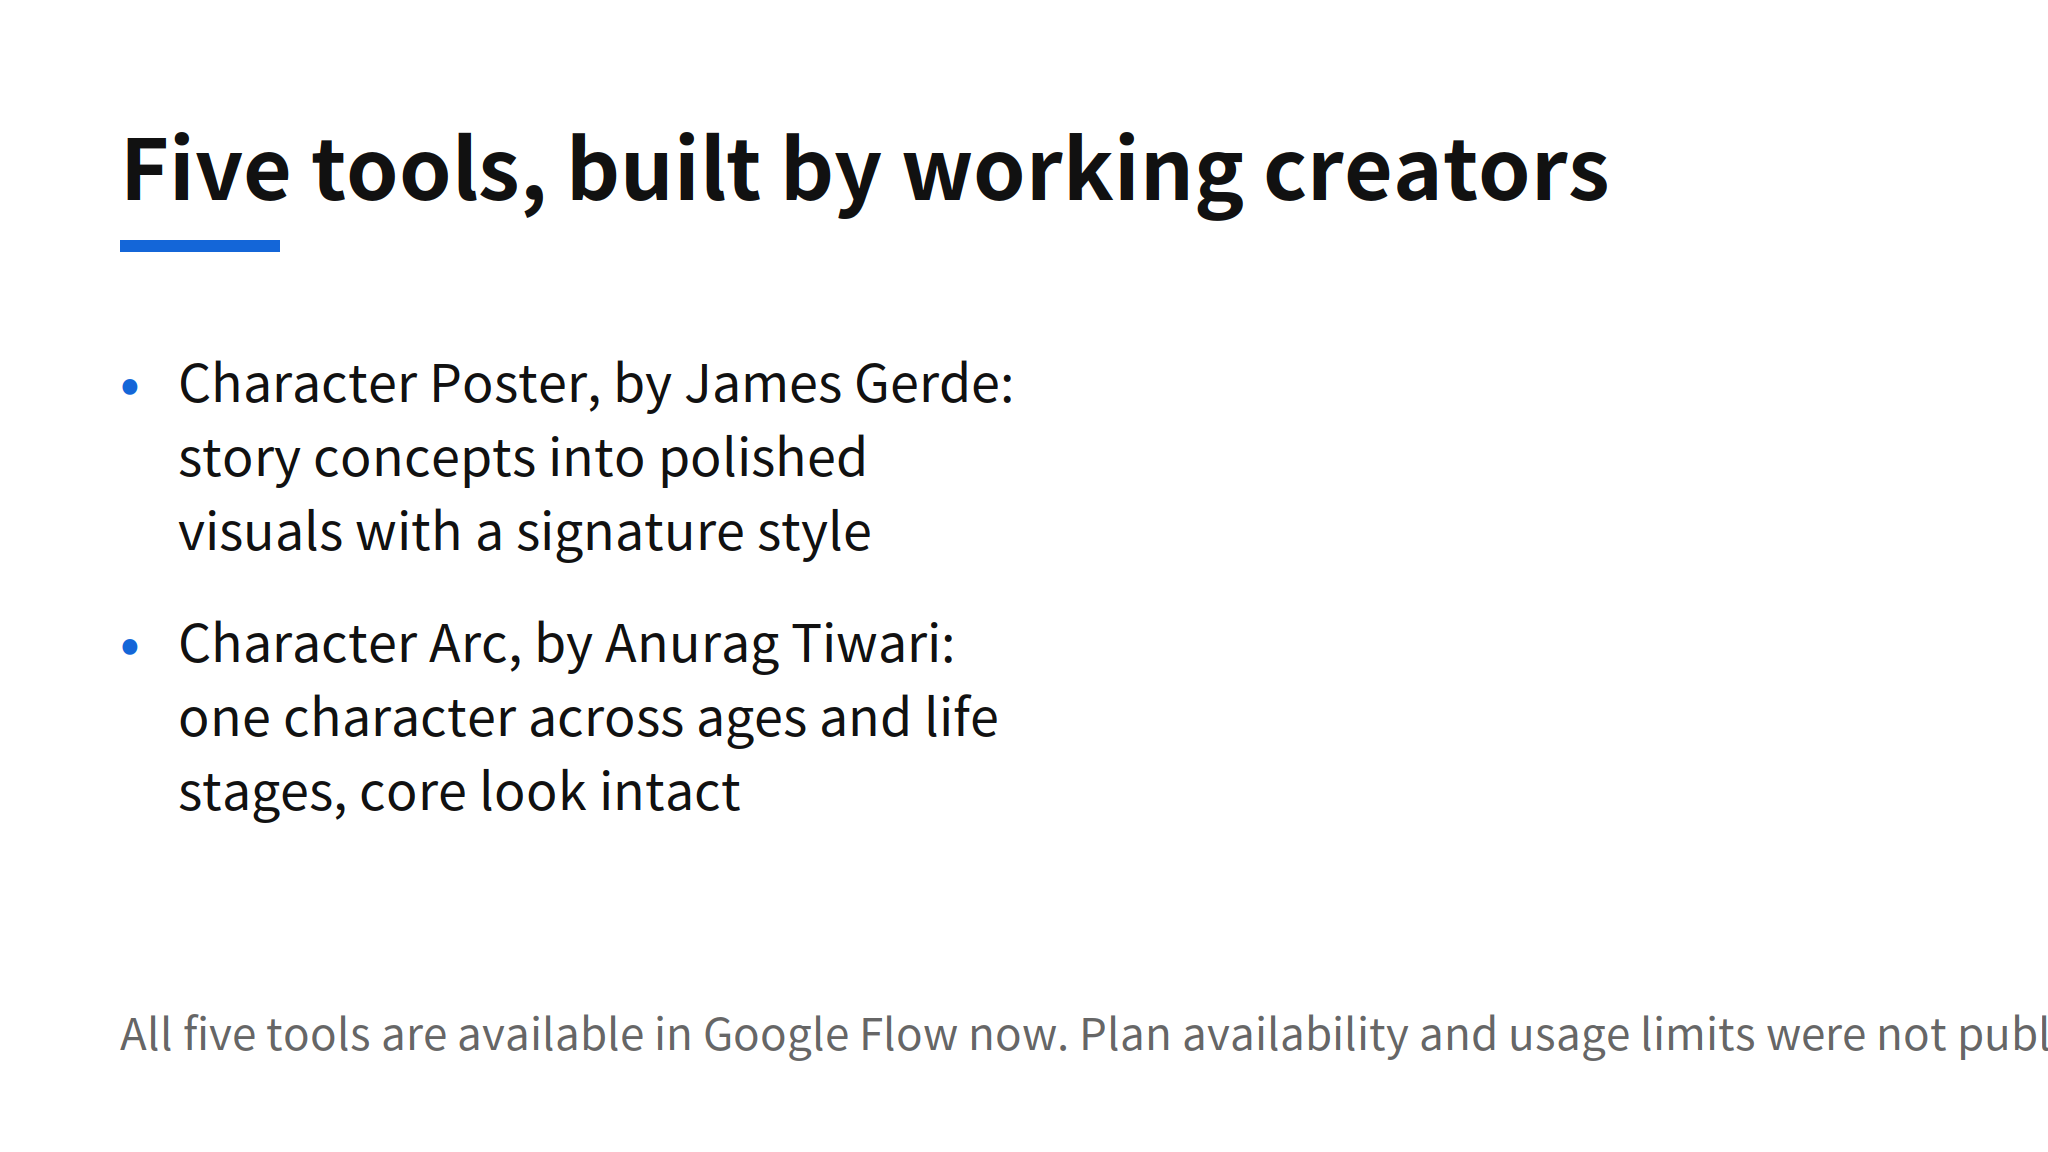 Five tools, built by working creators
• Character Poster, by James Gerde:
story concepts into polished
visuals with a signature style
• Character Arc, by Anurag Tiwari:
one character across ages and life
stages, core look intact
All five tools are available in Google Flow now. Plan availability and usage limits were not